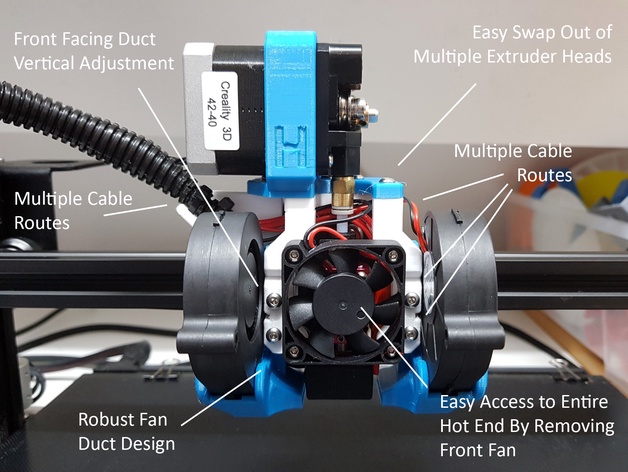 Front Facing Duct
Vertical Adjustment
Easy Swap Out of
Multiple Extruder Heads
Creality 3D
42-40
Multiple Cable
Routes
Multiple Cable
Routes
H
Robust Fan
Duct Design
Easy Access to Entire
Hot End By Removing
Front Fan